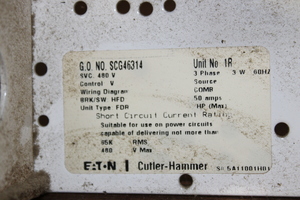 G.O. NO. SCG46314 Unit No 1R
SVC. 480 V 3 Phase 3 W 60HZ
Control V Source
Wiring Diagram COMB
BRK/SW HFD 50 amps
Unit Type FDR HP (Max)
Short Circuit Current Rating
Suitable for use on power circuits
capable of delivering not more than
65K RMS
480 V Max
EATON Cutler-Hammer